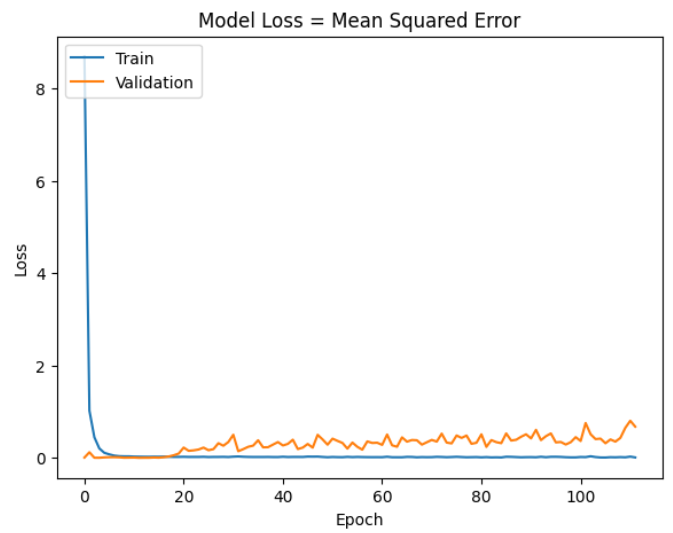 Model Loss = Mean Squared Error
Train
Validation
8
6
4
2
0
Loss
0 20 40 60 80 100
Epoch